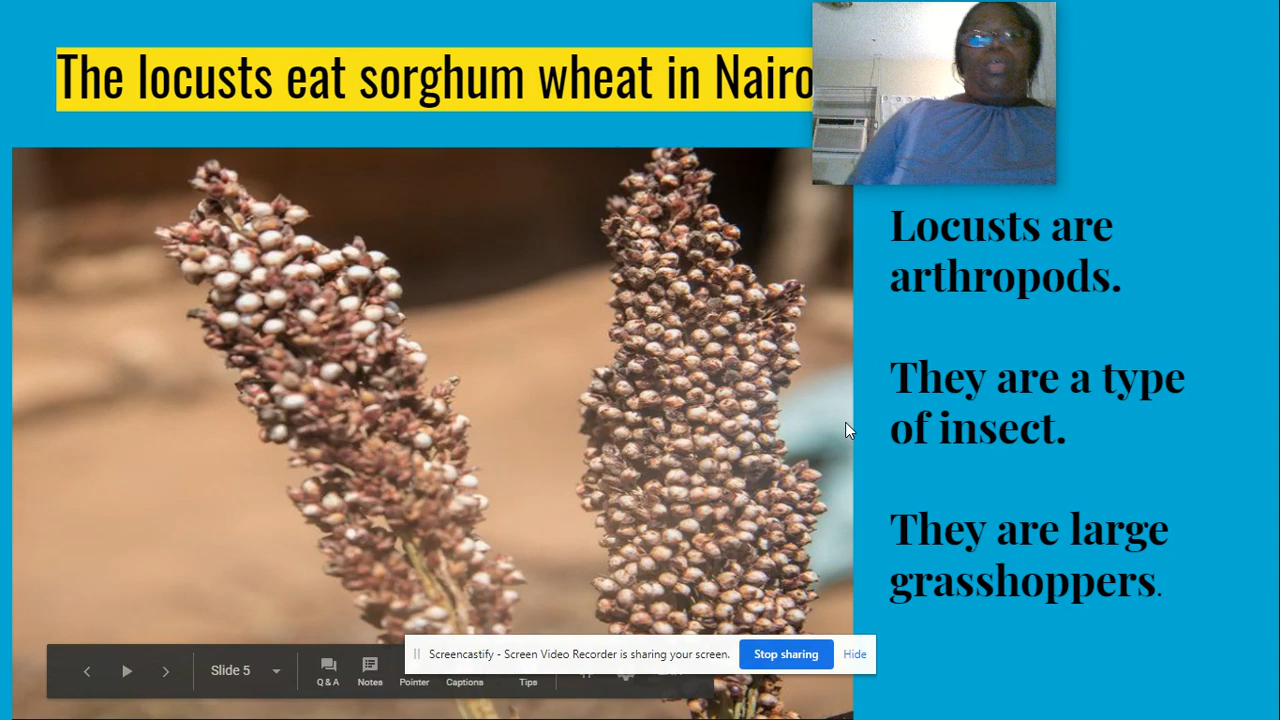 The locusts eat sorghum wheat in Nairo
Locusts are
arthropods.
They are a type
of insect.
They are large
grasshoppers.
Screencastify - Screen Video Recorder is sharing your screen. Stop sharing Hide
Slide 5
Q & A Notes Pointer Captions Tips